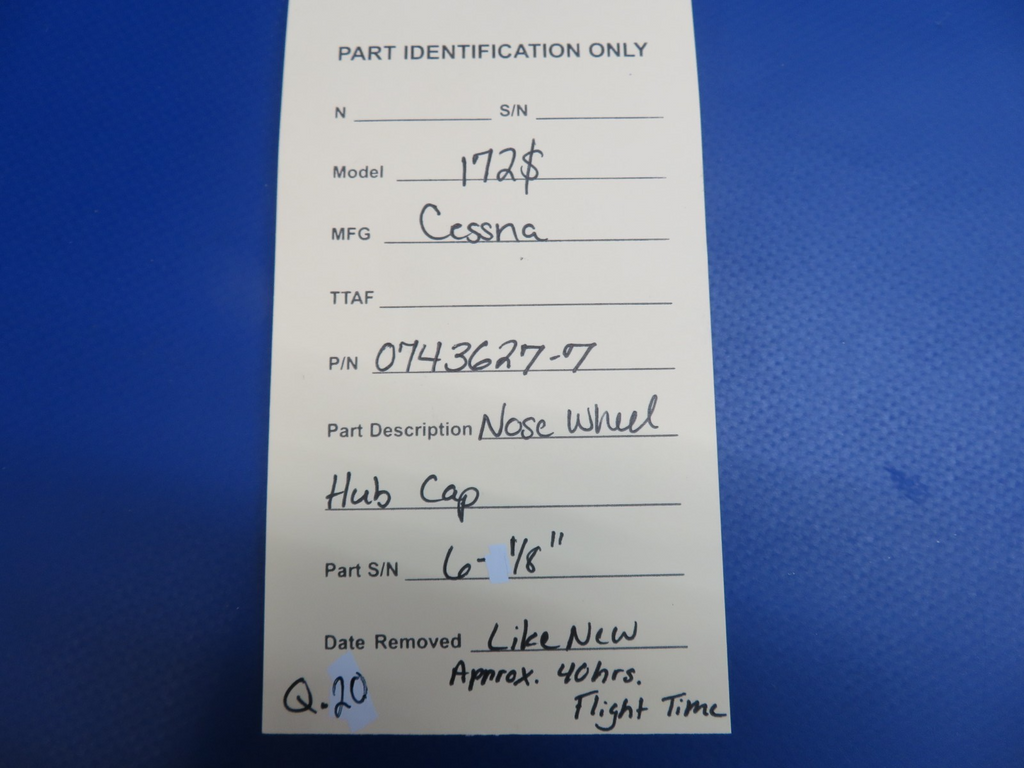 PART IDENTIFICATION ONLY
N S/N
Model 172$
MFG Cessna
TTAF
P/N 0743627-7
Part Description Nose Wheel
Hub Cap
Part S/N 6-1/8"
Date Removed Like New
Approx. 40hrs.
Flight Time
Q.20